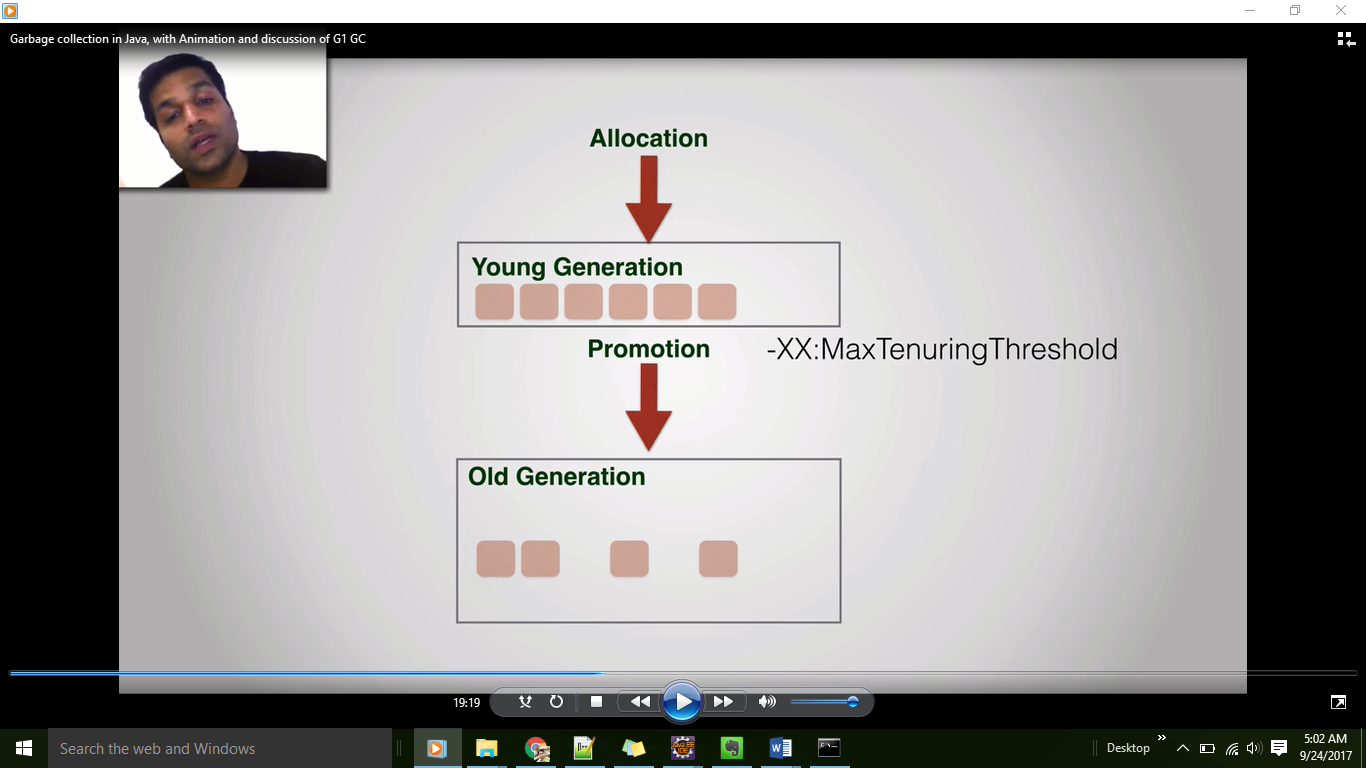 Garbage collection in Java, with Animation and discussion of G1 GC
Allocation
Young Generation
Promotion
-XX:MaxTenuringThreshold
Old Generation
19:19
Search the web and Windows
Desktop
5:02 AM
9/24/2017